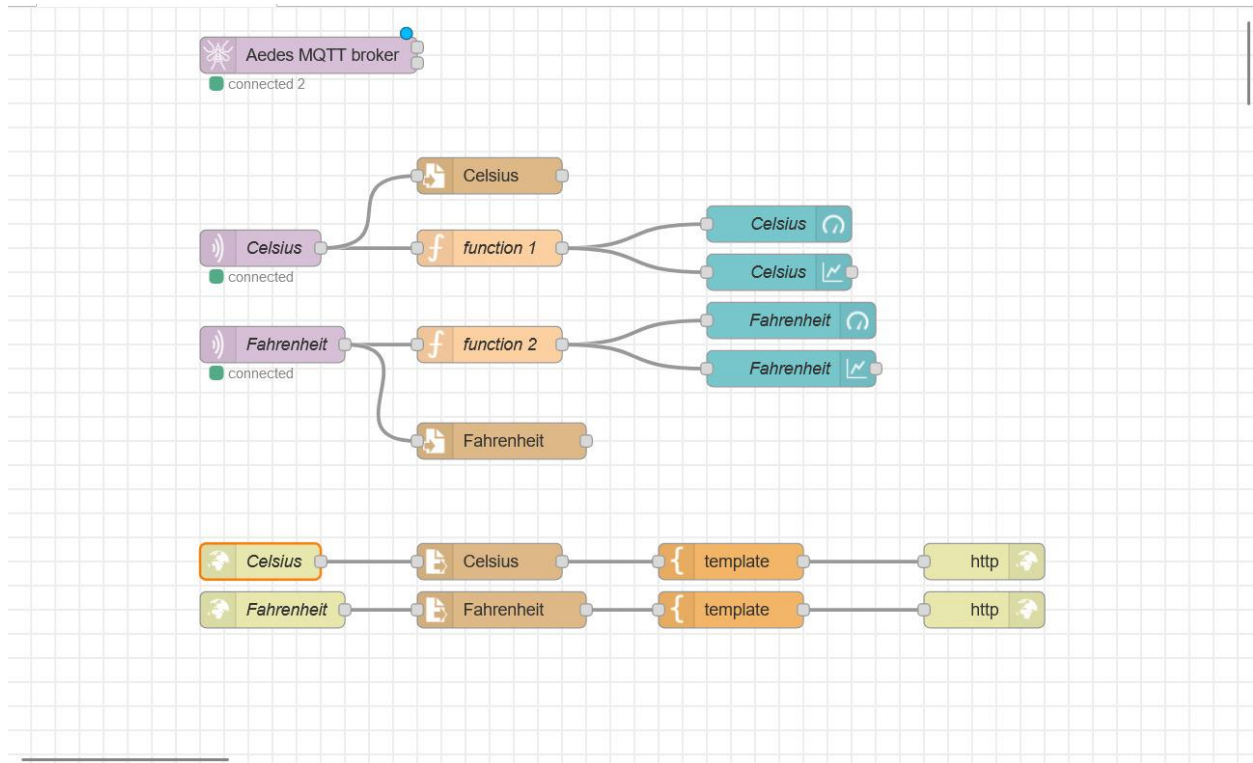 Aedes MQTT broker
connected 2
Celsius
Celsius
function 1
Celsius
connected
Celsius
Fahrenheit
Fahrenheit
function 2
connected
Fahrenheit
Fahrenheit
Celsius
Celsius
template
http
Fahrenheit
Fahrenheit
template
http